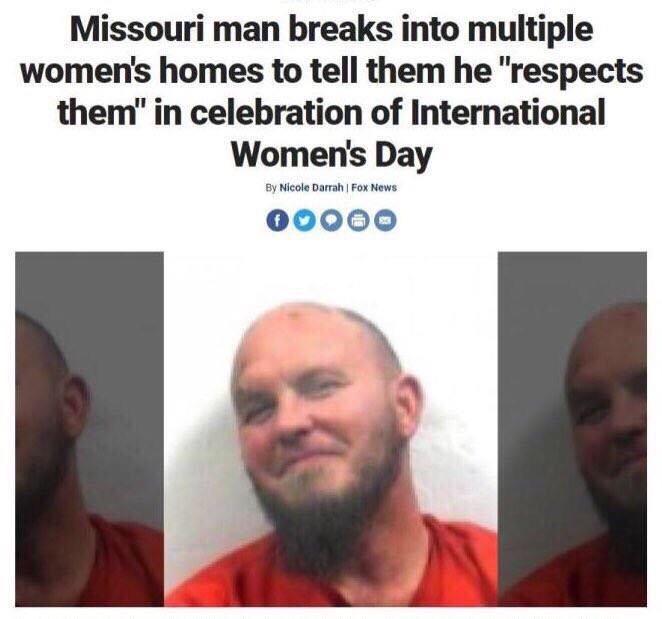 Missouri man breaks into multiple
women's homes to tell them he "respects
them" in celebration of International
Women's Day
By Nicole Darrah | Fox News